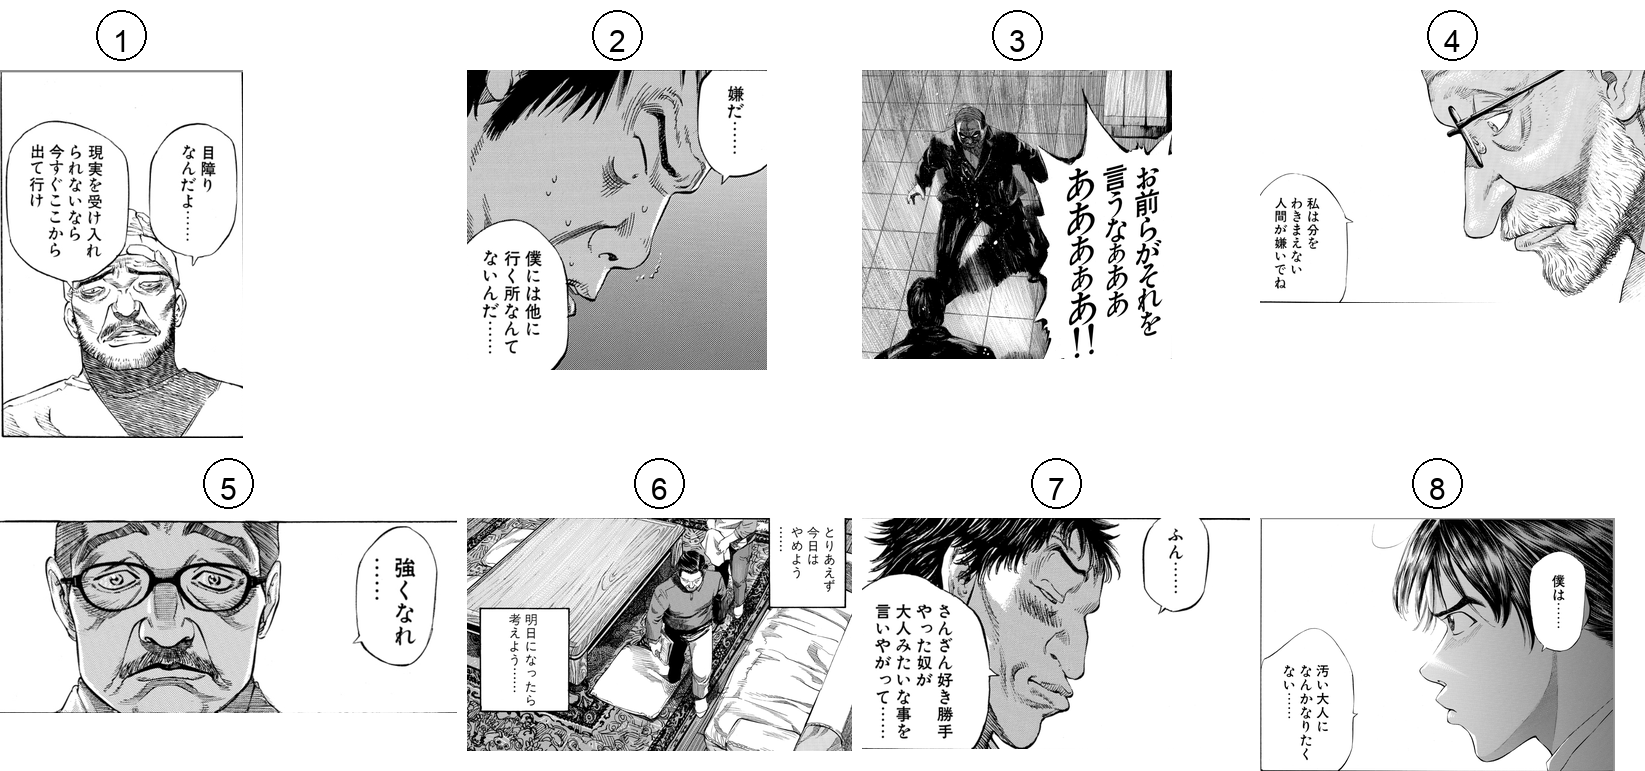 1
目障り
なんだよ……
現実を受け入れ
られないなら
今すぐここから
出て行け
2
嫌だ……
僕には他に
行く所なんて
ないんだ……
3
お前らがそれを
言うなぁぁぁ
あああぁぁあ!!
4
私は分を
わきまえない
人間が嫌いでね
5
強くなれ
……
6
とりあえず
今日は
やめよう
……
明日になったら
考えよう……
7
ふん……
さんざん好き勝手
やった奴が
大人みたいな事を
言いやがって……
8
僕は……
汚い大人に
なんかなりたく
ない……